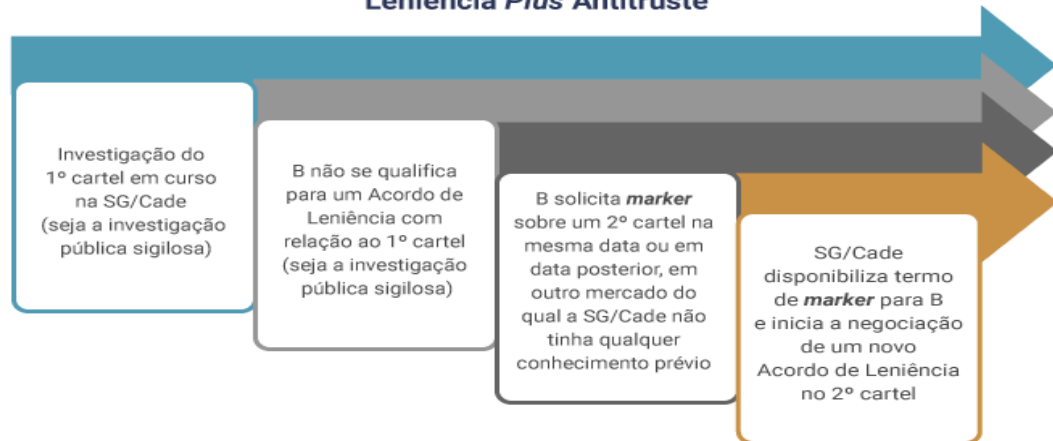 Leniência Plus Antitruste
Investigação do
1º cartel em curso
na SG/Cade
(seja a investigação
pública sigilosa)
B não se qualifica
para um Acordo de
Leniência com
relação ao 1º cartel
(seja a investigação
pública sigilosa)
B solicita marker
sobre um 2º cartel na
mesma data ou em
data posterior, em
outro mercado do
qual a SG/Cade não
tinha qualquer
conhecimento prévio
SG/Cade
disponibiliza termo
de marker para B
e inicia a negociação
de um novo
Acordo de Leniência
no 2º cartel